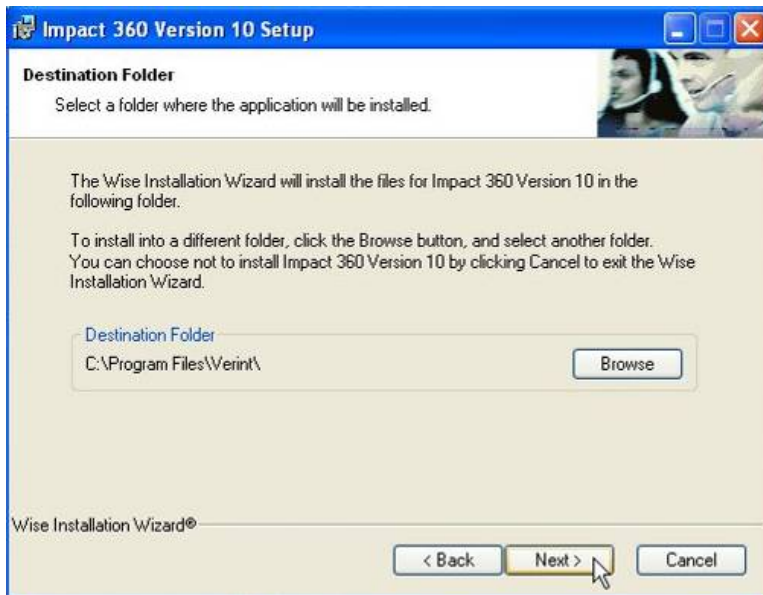 Impact 360 Version 10 Setup
Destination Folder
Select a folder where the application will be installed.
The Wise Installation Wizard will install the files for Impact 360 Version 10 in the
following folder.
To install into a different folder, click the Browse button, and select another folder.
You can choose not to install Impact 360 Version 10 by clicking Cancel to exit the Wise
Installation Wizard.
Destination Folder
C:\Program Files\Verint\
Browse
Wise Installation Wizard®
< Back
Next >
Cancel